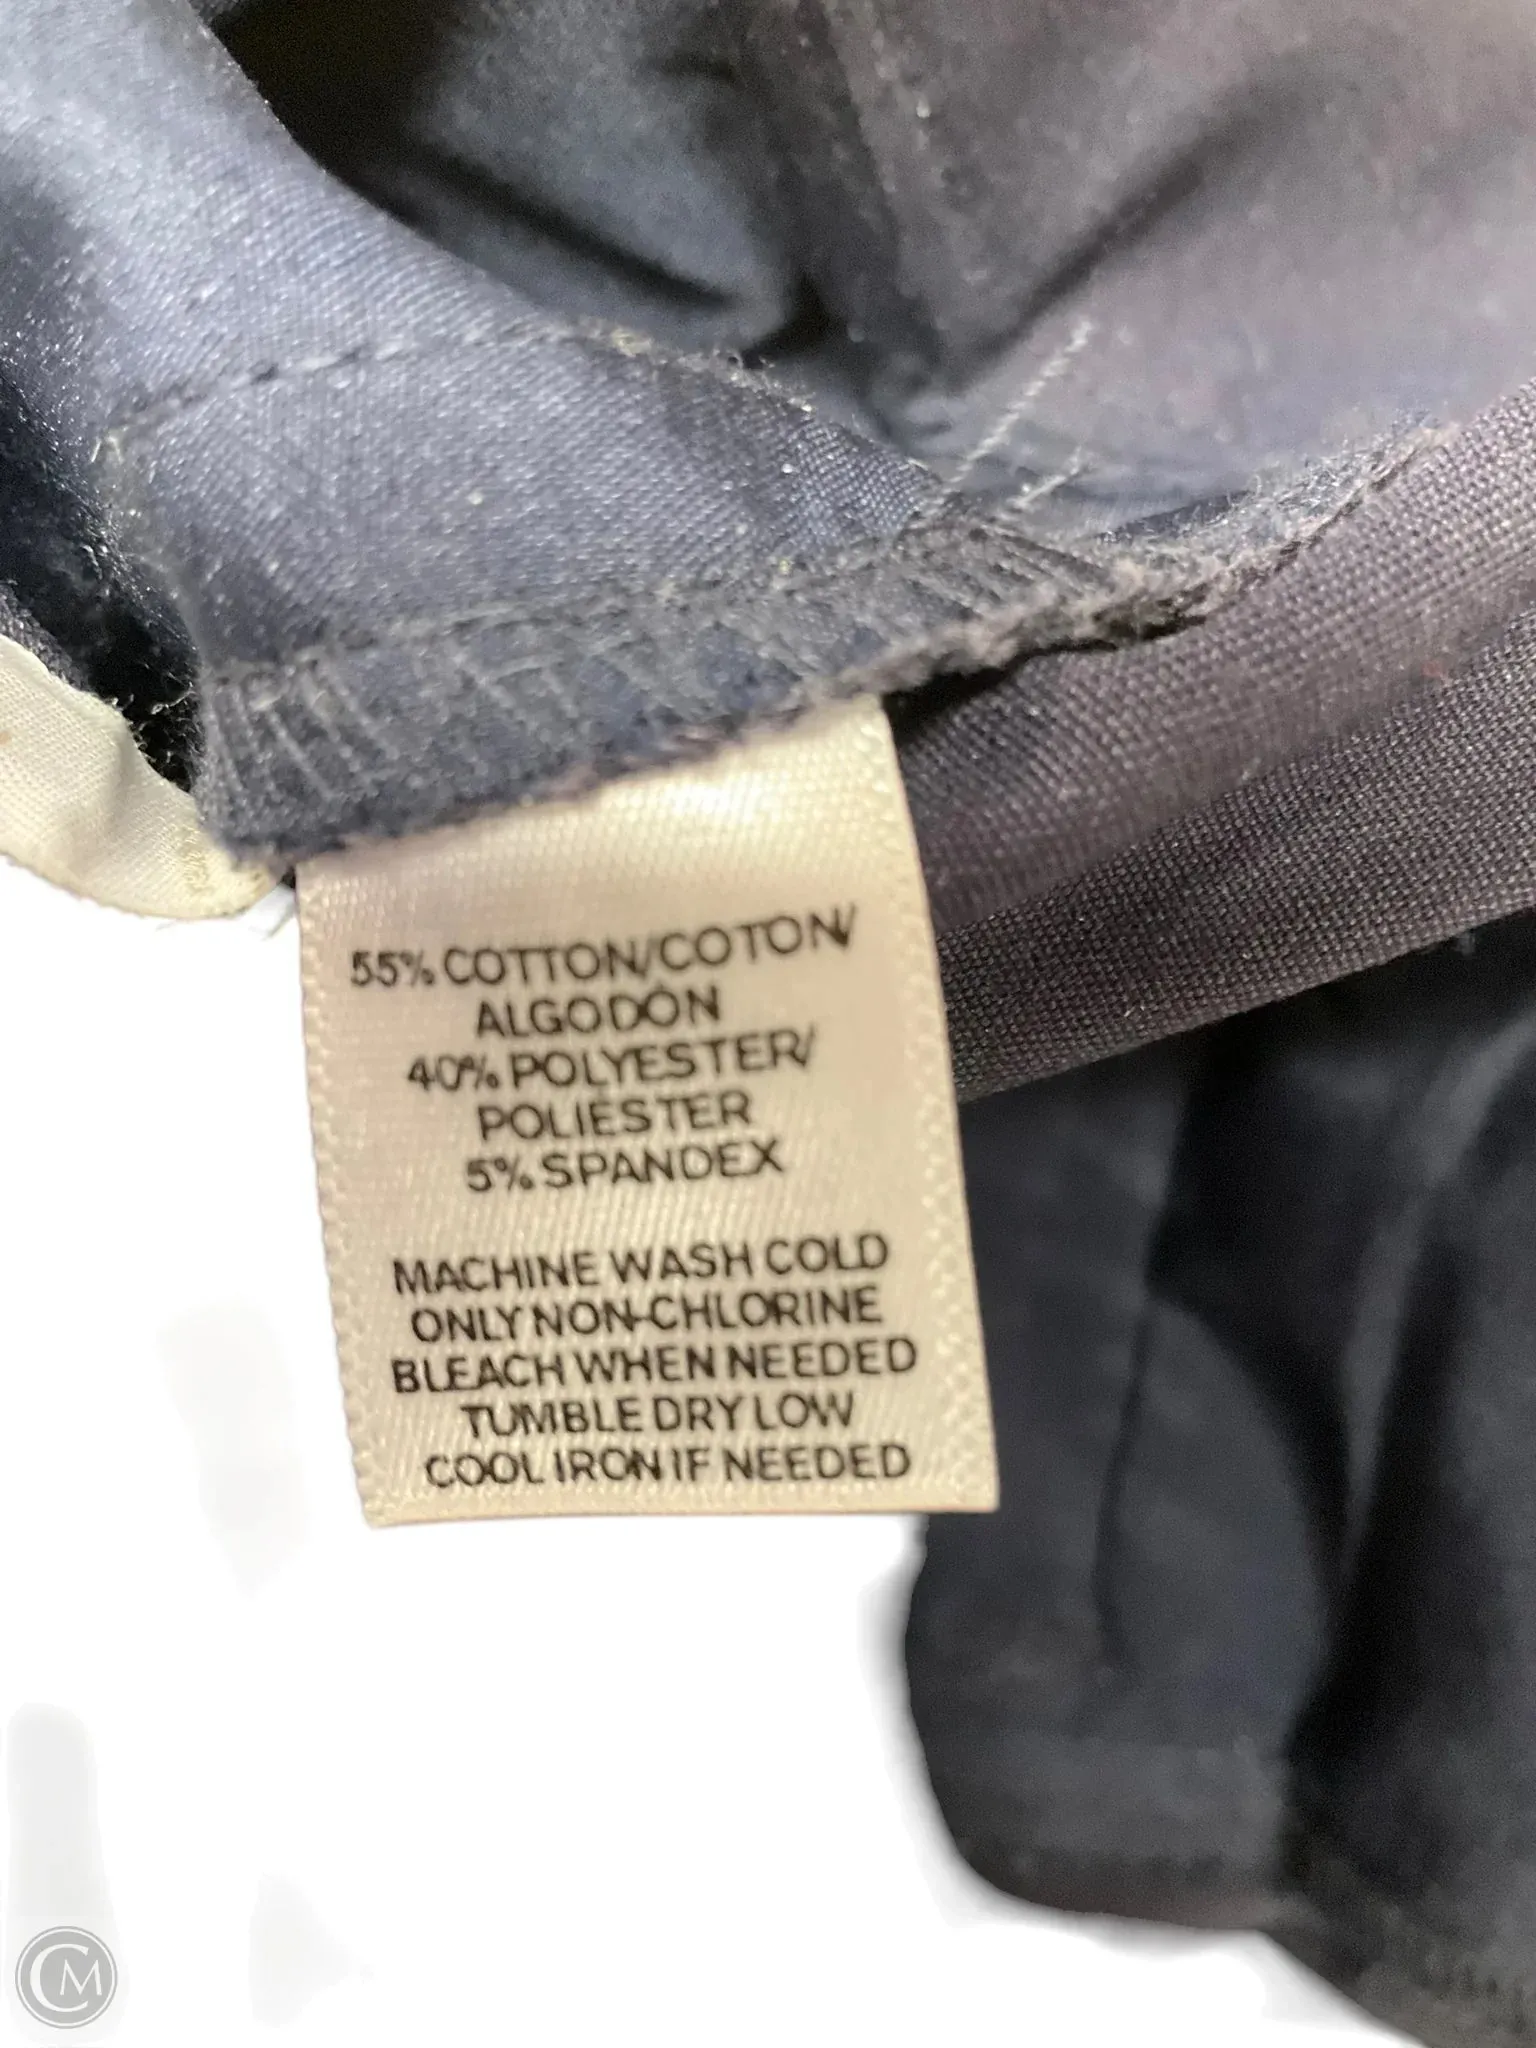 55% COTTON/COTON/
ALGODÓN
40% POLYESTER/
POLIESTER
5% SPANDEX
MACHINE WASH COLD
ONLY NON-CHLORINE
BLEACH WHEN NEEDED
TUMBLE DRY LOW
COOL IRON IF NEEDED
CM